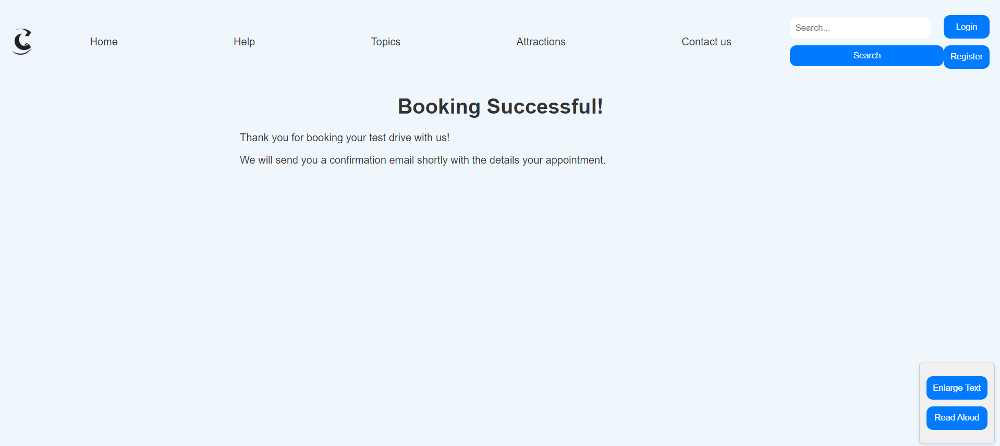 Home
Help
Topics
Attractions
Contact us
Search...
Search
Login
Register
Booking Successful!
Thank you for booking your test drive with us!
We will send you a confirmation email shortly with the details your appointment.
Enlarge Text
Read Aloud